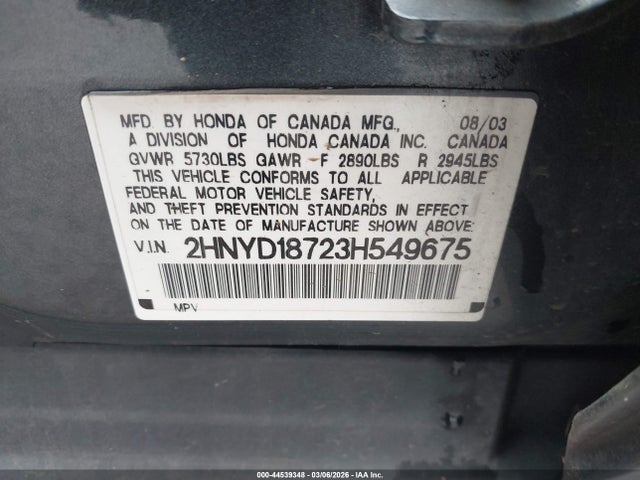 MFD BY HONDA OF CANADA MFG., 08/03
A DIVISION OF HONDA CANADA INC. CANADA
GVWR 5730LBS GAWR - F 2890LBS R 2945LBS
THIS VEHICLE CONFORMS TO ALL APPLICABLE
FEDERAL MOTOR VEHICLE SAFETY,
AND THEFT PREVENTION STANDARDS IN EFFECT
ON THE DATE OF MANUFACTURE SHOWN ABOVE.
V.I.N. 2HNYD18723H549675
MPV
000-44539348 | 03/06/2026 - IAA Inc.